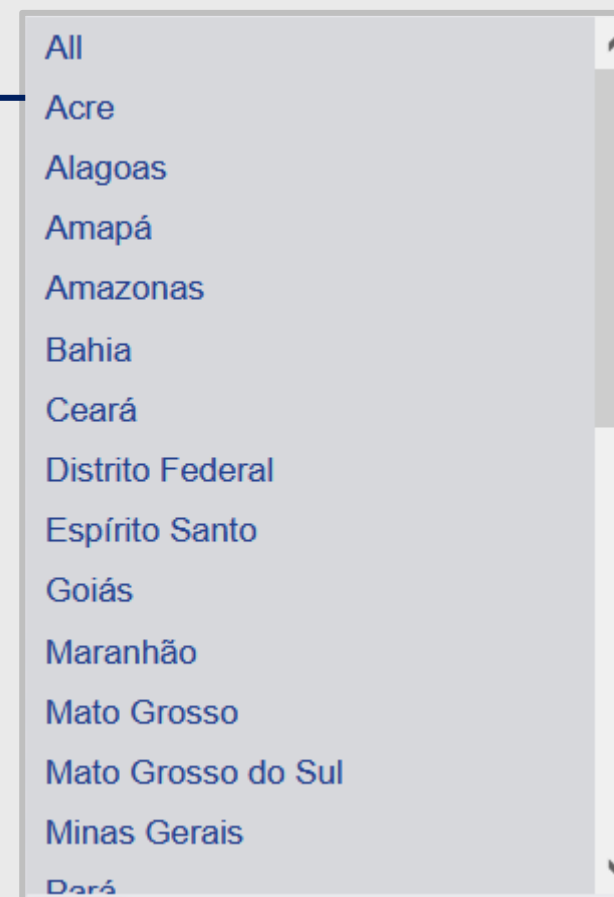 All
Acre
Alagoas
Amapá
Amazonas
Bahia
Ceará
Distrito Federal
Espírito Santo
Goiás
Maranhão
Mato Grosso
Mato Grosso do Sul
Minas Gerais
Pará